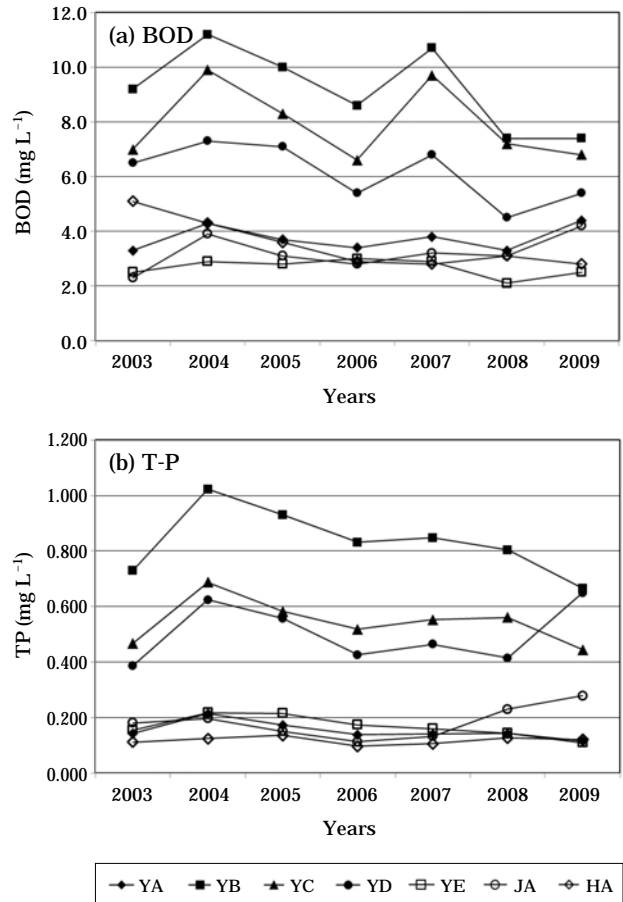 (a) BOD
12.0
10.0
8.0
6.0
4.0
2.0
0.0
BOD (mg L⁻¹)
2003 2004 2005 2006 2007 2008 2009
Years
(b) T-P
1.200
1.000
0.800
0.600
0.400
0.200
0.000
TP (mg L⁻¹)
2003 2004 2005 2006 2007 2008 2009
Years
YA YB YC YD YE JA HA